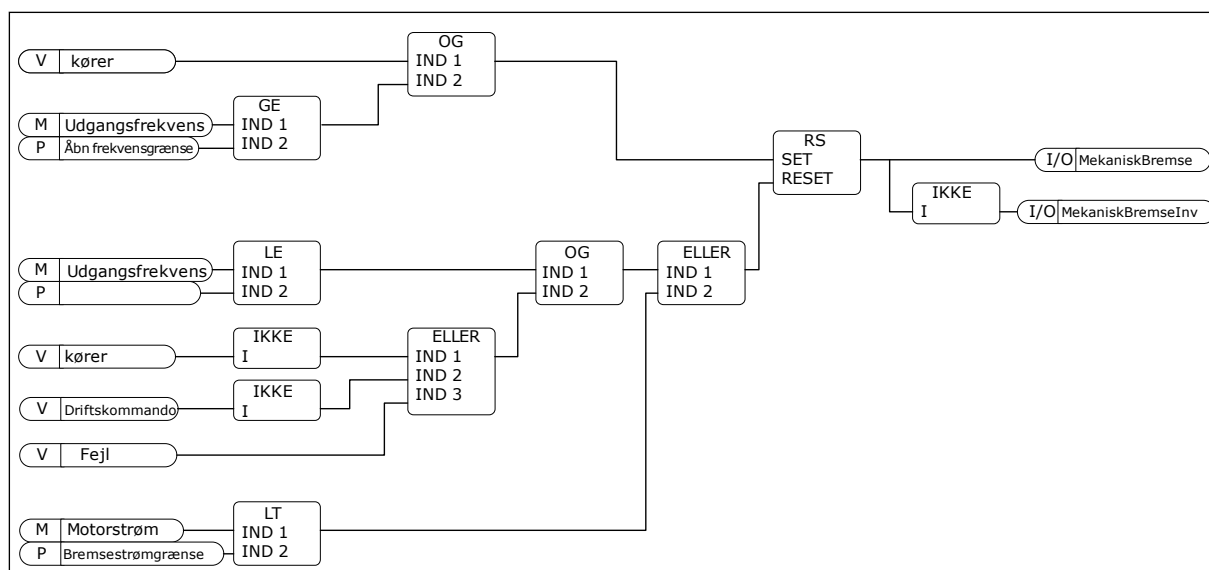 OG
V kører IND 1
IND 2
GE
M Udgangsfrekvens IND 1
P Åbn frekvensgrænse IND 2
RS
SET
RESET
I/O MekaniskBremse
IKKE
I
I/O MekaniskBremseInv
LE
M Udgangsfrekvens IND 1
P IND 2
OG
IND 1
IND 2
ELLER
IND 1
IND 2
IKKE
V kører I
ELLER
IND 1
IND 2
IND 3
IKKE
V Driftskommando I
V Fejl
LT
M Motorstrøm IND 1
P Bremsestrømgrænse IND 2